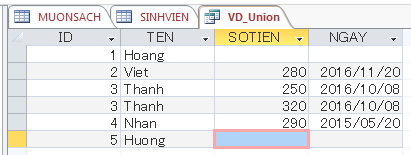 MUONSACH SINHVIEN VD_Union
ID TEN SOTIEN NGAY
1 Hoang
2 Viet 280 2016/11/20
3 Thanh 250 2016/10/08
3 Thanh 320 2016/10/08
4 Nhan 290 2015/05/20
5 Huong